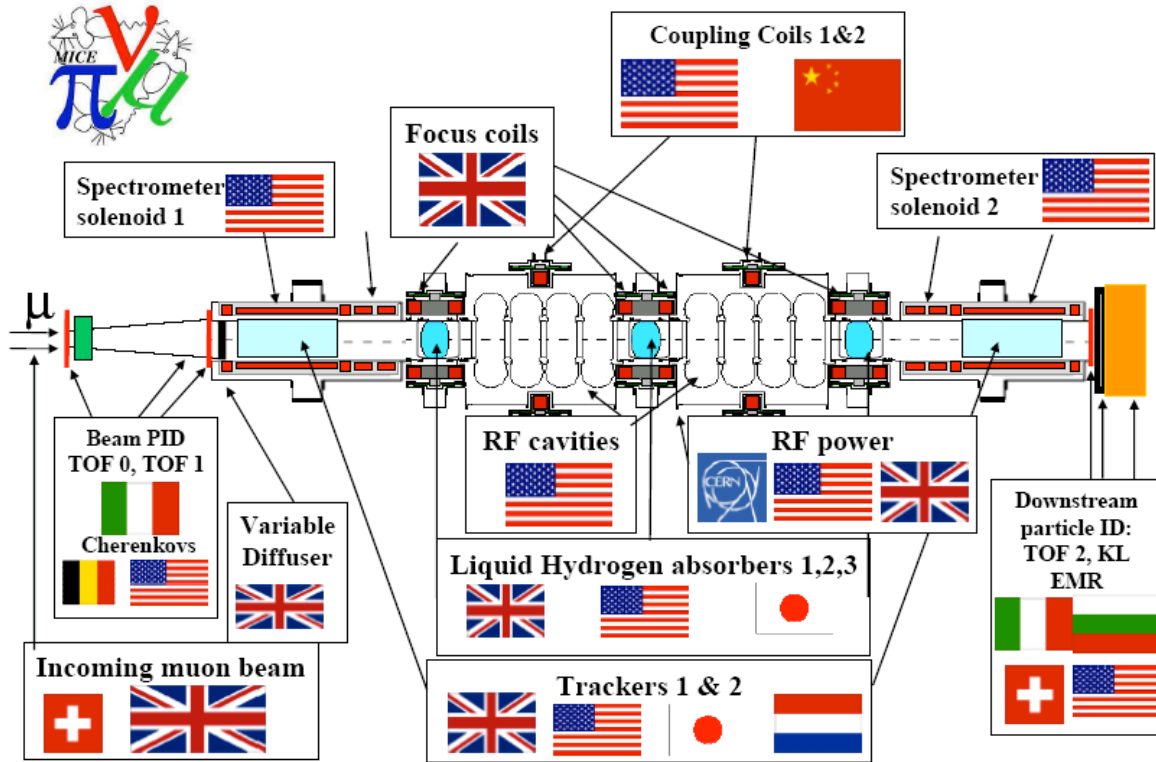 MICE
ν
π μ
Coupling Coils 1&2
Focus coils
Spectrometer
solenoid 1
Spectrometer
solenoid 2
μ
Beam PID
TOF 0, TOF 1
Cherenkovs
Variable
Diffuser
RF cavities
RF power
CERN
Downstream
particle ID:
TOF 2, KL
EMR
Liquid Hydrogen absorbers 1,2,3
Incoming muon beam
Trackers 1 & 2